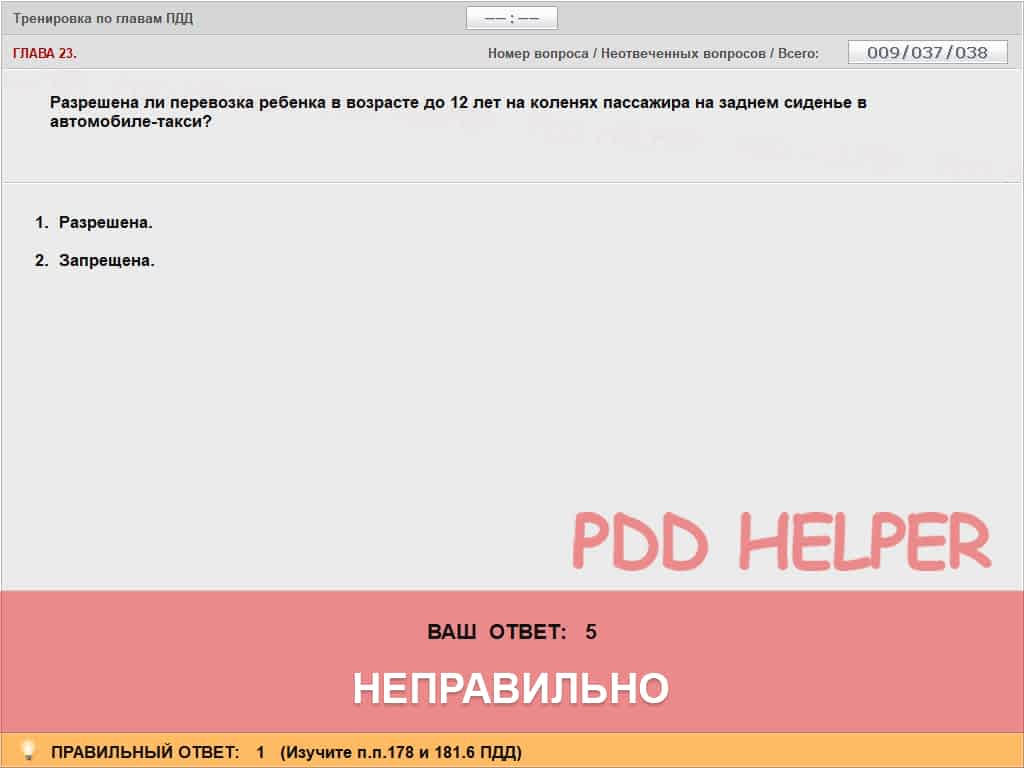 Тренировка по главам ПДД
—— : ——
ГЛАВА 23.
Номер вопроса / Неотвеченных вопросов / Всего:
009/037/038
Разрешена ли перевозка ребенка в возрасте до 12 лет на коленях пассажира на заднем сиденье в
автомобиле-такси?
1. Разрешена.
2. Запрещена.
PDD HELPER
ВАШ ОТВЕТ: 5
НЕПРАВИЛЬНО
ПРАВИЛЬНЫЙ ОТВЕТ: 1 (Изучите п.п.178 и 181.6 ПДД)